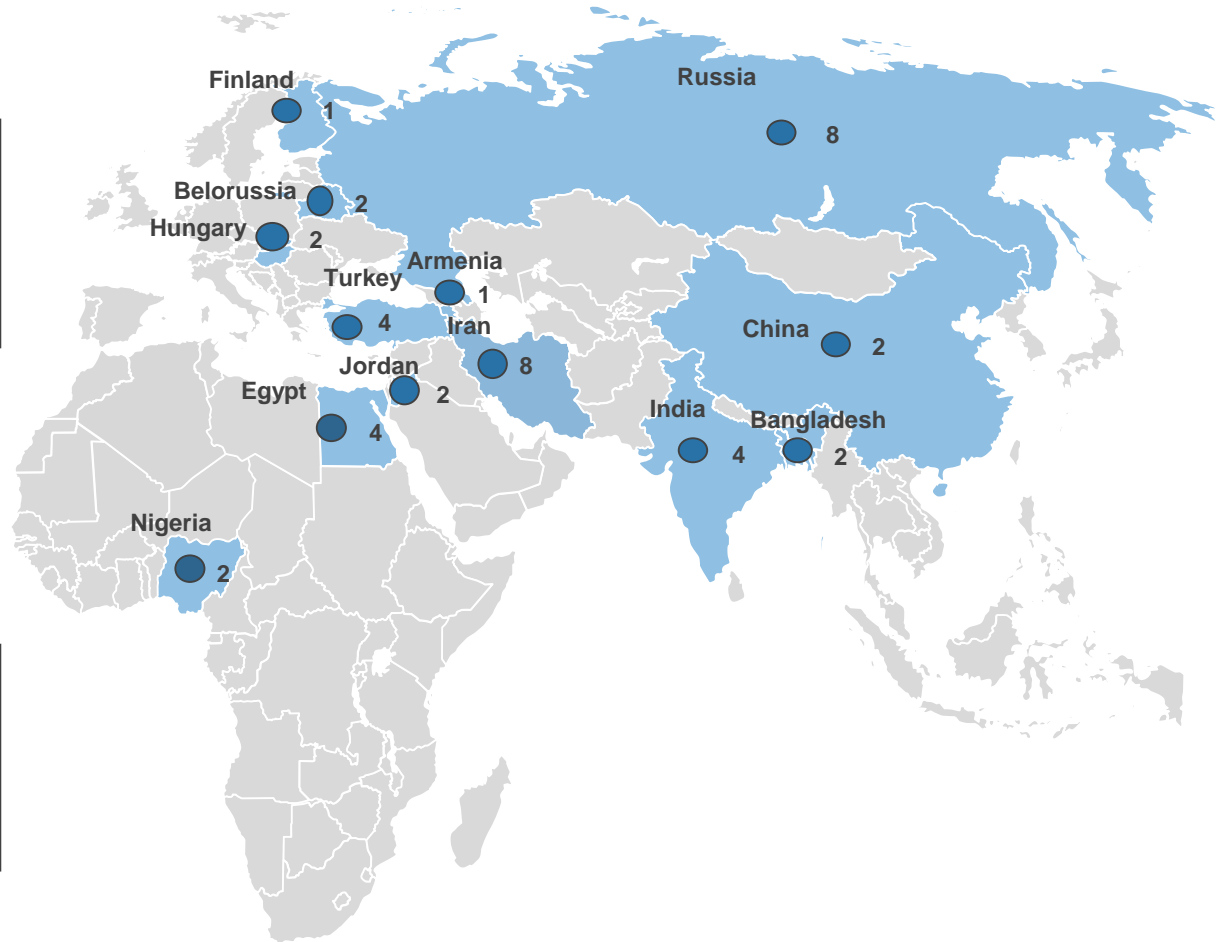 Russia
8
Finland
1
Belorussia
2
Hungary
2
Armenia
1
Turkey
4
Iran
8
China
2
Jordan
2
Egypt
4
India
4
Bangladesh
2
Nigeria
2